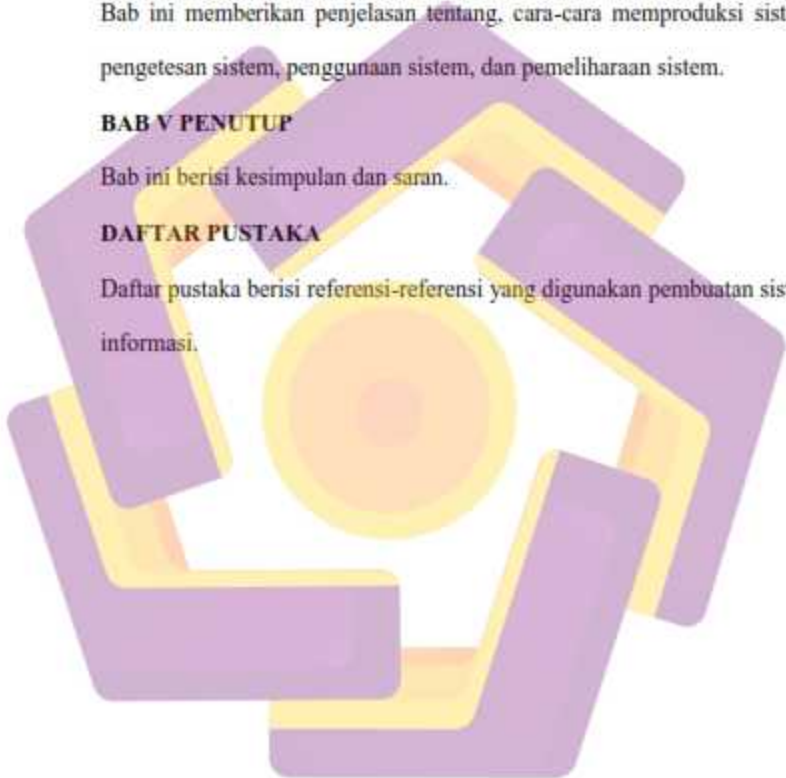 Bab ini memberikan penjelasan tentang, cara-cara memproduksi sist
pengetesan sistem, penggunaan sistem, dan pemeliharaan sistem.
BAB V PENUTUP
Bab ini berisi kesimpulan dan saran.
DAFTAR PUSTAKA
Daftar pustaka berisi referensi-referensi yang digunakan pembuatan sist
informasi.